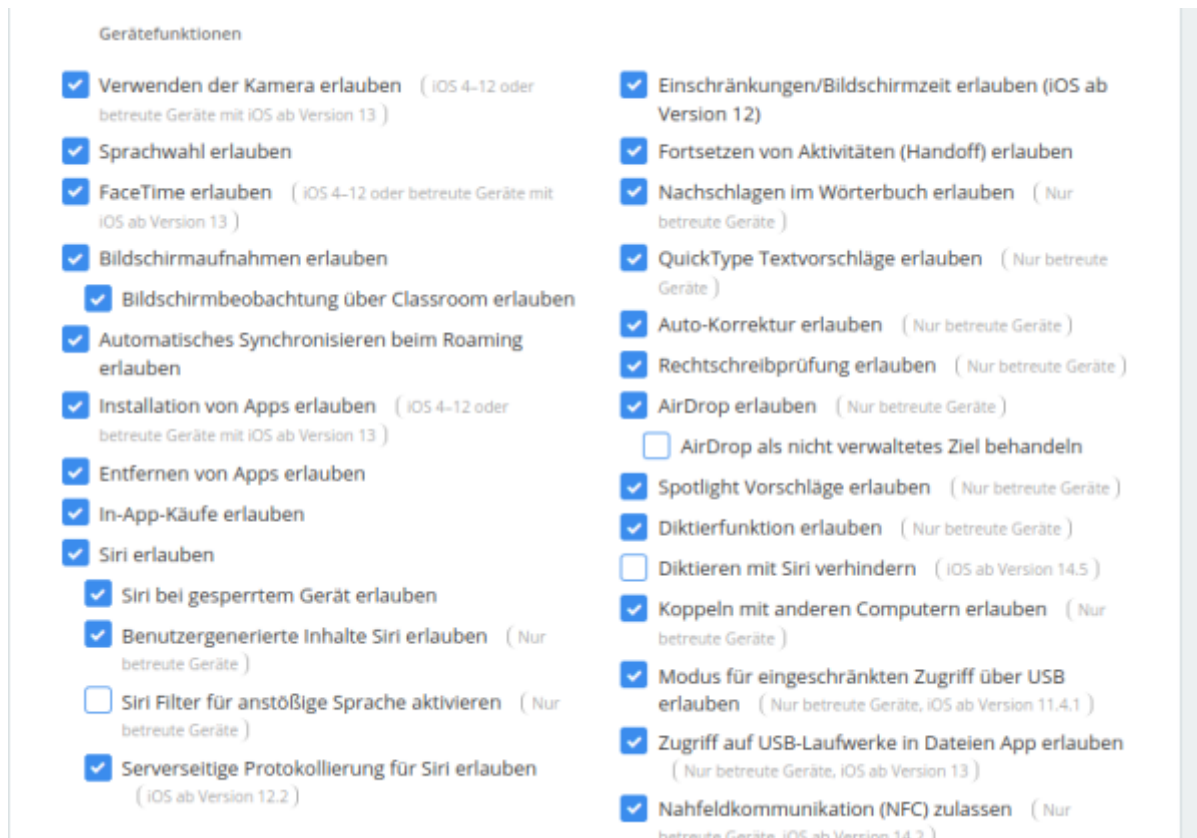 Gerätefunktionen
Verwenden der Kamera erlauben ( iOS 4–12 oder
betreute Geräte mit iOS ab Version 13 )
Sprachwahl erlauben
FaceTime erlauben ( iOS 4–12 oder betreute Geräte mit
iOS ab Version 13 )
Bildschirmaufnahmen erlauben
Bildschirmbeobachtung über Classroom erlauben
Automatisches Synchronisieren beim Roaming
erlauben
Installation von Apps erlauben ( iOS 4–12 oder
betreute Geräte mit iOS ab Version 13 )
Entfernen von Apps erlauben
In-App-Käufe erlauben
Siri erlauben
Siri bei gesperrtem Gerät erlauben
Benutzergenerierte Inhalte Siri erlauben ( Nur
betreute Geräte )
Siri Filter für anstößige Sprache aktivieren ( Nur
betreute Geräte )
Serverseitige Protokollierung für Siri erlauben
( iOS ab Version 12.2 )
Einschränkungen/Bildschirmzeit erlauben (iOS ab
Version 12)
Fortsetzen von Aktivitäten (Handoff) erlauben
Nachschlagen im Wörterbuch erlauben ( Nur
betreute Geräte )
QuickType Textvorschläge erlauben ( Nur betreute
Geräte )
Auto-Korrektur erlauben ( Nur betreute Geräte )
Rechtschreibprüfung erlauben ( Nur betreute Geräte )
AirDrop erlauben ( Nur betreute Geräte )
AirDrop als nicht verwaltetes Ziel behandeln
Spotlight Vorschläge erlauben ( Nur betreute Geräte )
Diktierfunktion erlauben ( Nur betreute Geräte )
Diktieren mit Siri verhindern ( iOS ab Version 14.5 )
Koppeln mit anderen Computern erlauben ( Nur
betreute Geräte )
Modus für eingeschränkten Zugriff über USB
erlauben ( Nur betreute Geräte, iOS ab Version 11.4.1 )
Zugriff auf USB-Laufwerke in Dateien App erlauben
( Nur betreute Geräte, iOS ab Version 13 )
Nahfeldkommunikation (NFC) zulassen ( Nur
betreute Geräte, iOS ab Version 14.2 )